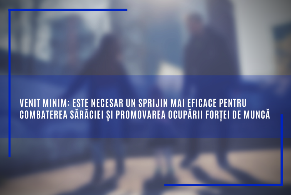 VENIT MINIM: ESTE NECESAR UN SPRIJIN MAI EFICACE PENTRU
COMBATEREA SĂRĂCIEI ȘI PROMOVAREA OCUPĂRII FORȚEI DE MUNCĂ